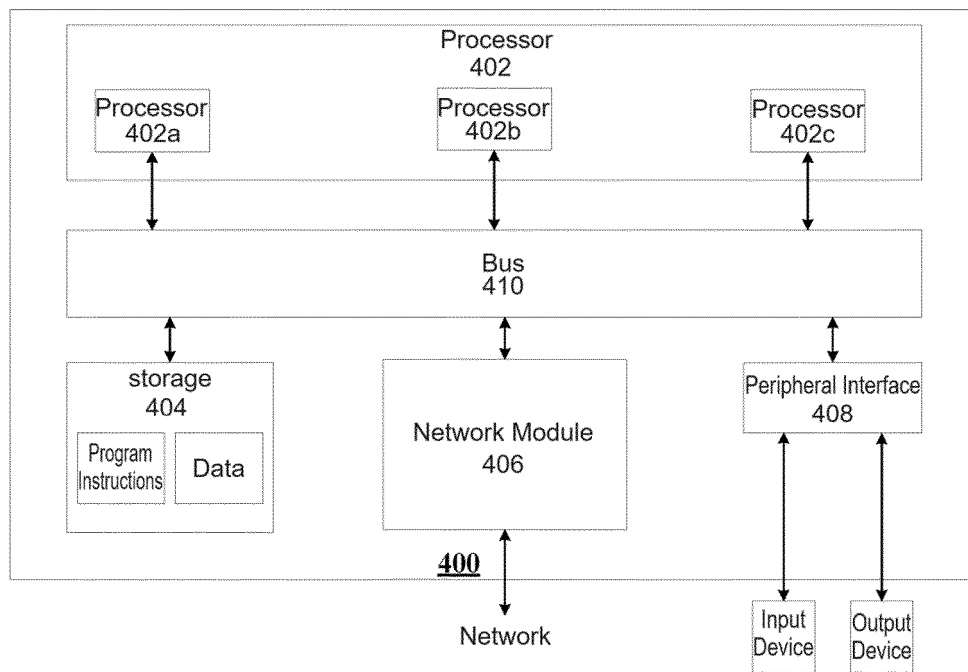 Processor
402
Processor
402a
Processor
402b
Processor
402c
Bus
410
storage
404
Program
Instructions
Data
Network Module
406
Peripheral Interface
408
400
Network
Input
Device
Output
Device